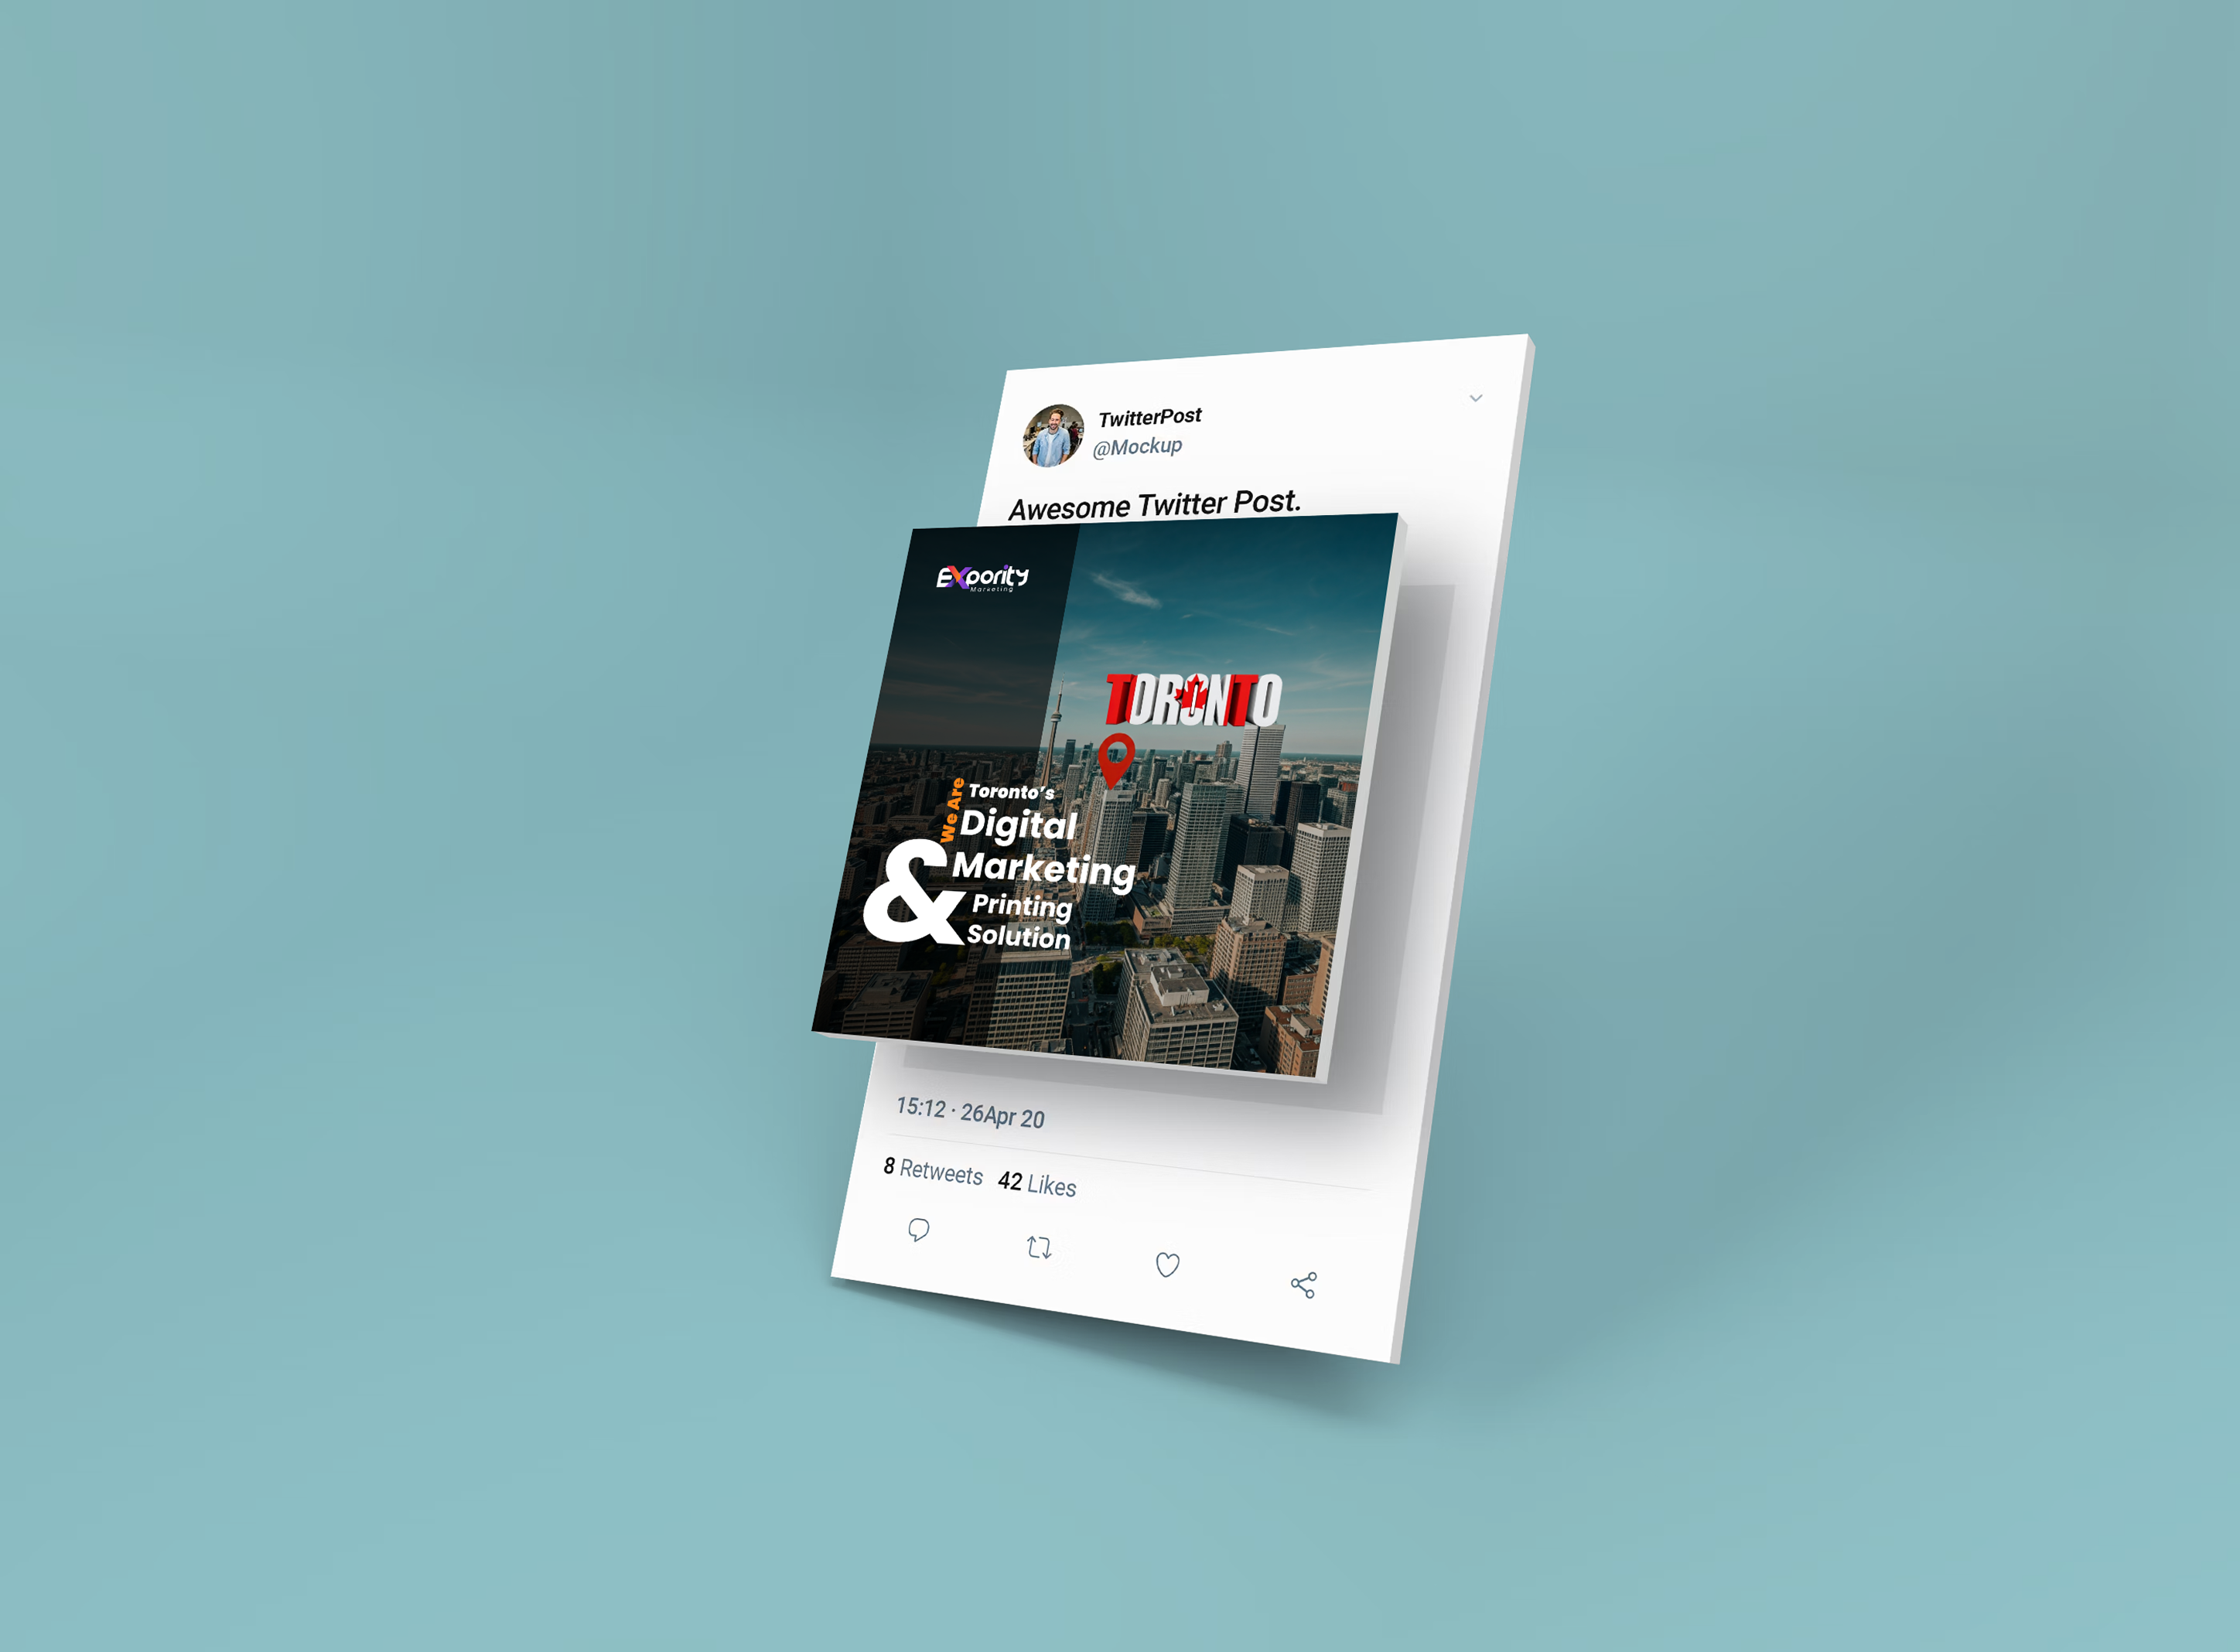 TwitterPost
@Mockup
Awesome Twitter Post.
Expority
Marketing
TORONTO
We Are
Toronto's
Digital
Marketing
&
Printing
Solution
15:12 · 26Apr 20
8 Retweets 42 Likes